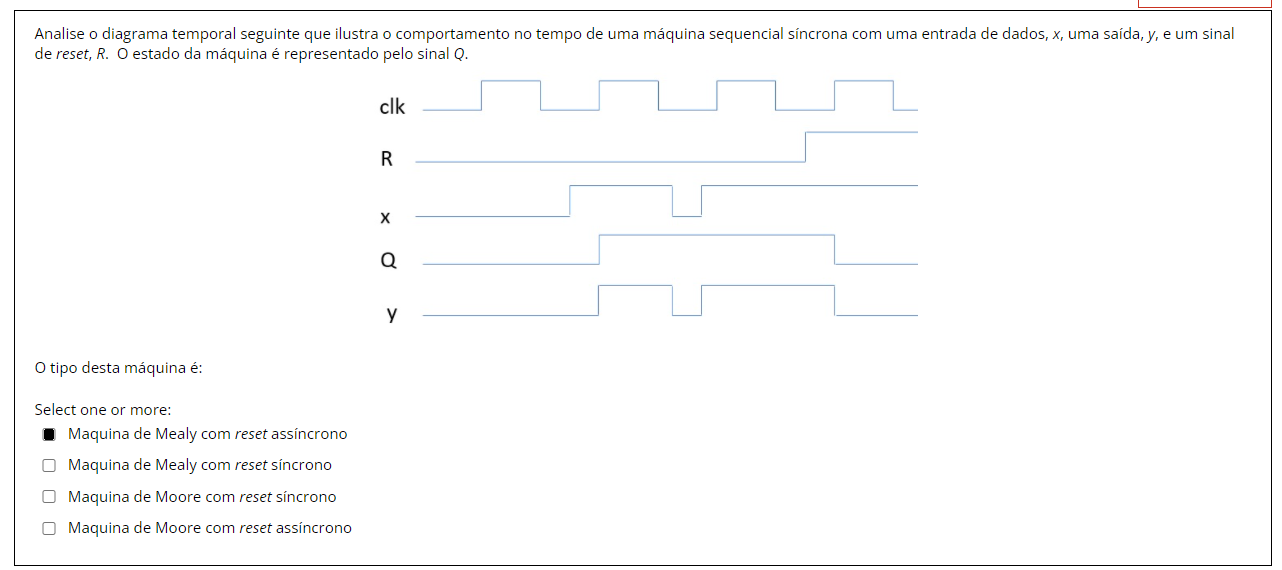 Analise o diagrama temporal seguinte que ilustra o comportamento no tempo de uma máquina sequencial síncrona com uma entrada de dados, x, uma saída, y, e um sinal
de reset, R. O estado da máquina é representado pelo sinal Q.
clk
R
x
Q
y
O tipo desta máquina é:
Select one or more:
Maquina de Mealy com reset assíncrono
Maquina de Mealy com reset síncrono
Maquina de Moore com reset síncrono
Maquina de Moore com reset assíncrono